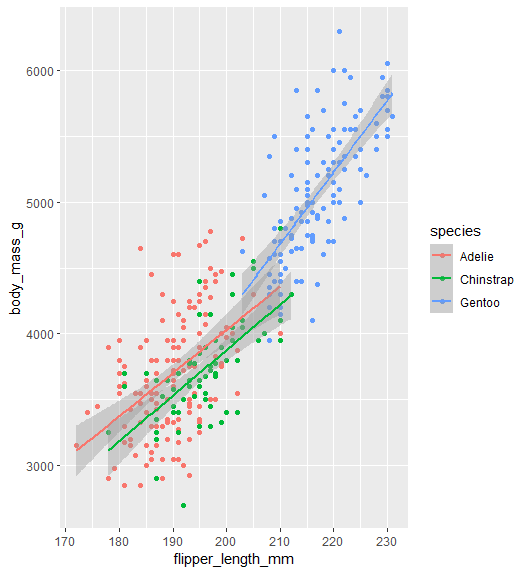 6000
5000
4000
3000
body_mass_g
170 180 190 200 210 220 230
flipper_length_mm
species
Adelie
Chinstrap
Gentoo